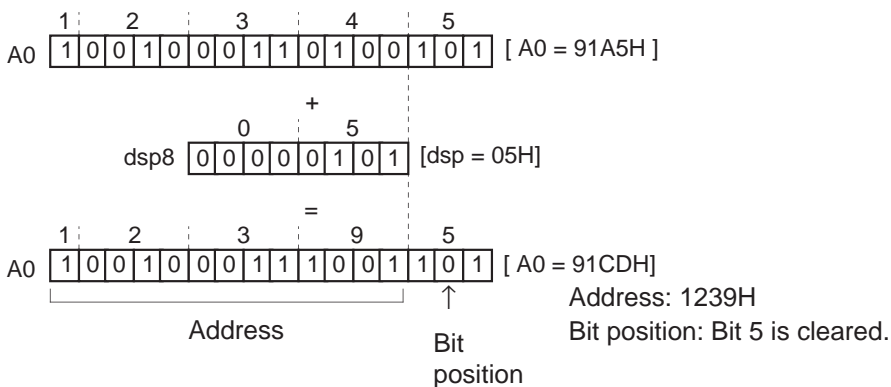 1 2 3 4 5
A0 1 0 0 1 0 0 0 1 1 0 1 0 0 1 0 1 [ A0 = 91A5H ]
+
0 5
dsp8 0 0 0 0 0 1 0 1 [dsp = 05H]
=
1 2 3 9 5
A0 1 0 0 1 0 0 0 1 1 1 0 0 1 1 0 1 [ A0 = 91CDH]
Address: 1239H
Address Bit position Bit position: Bit 5 is cleared.